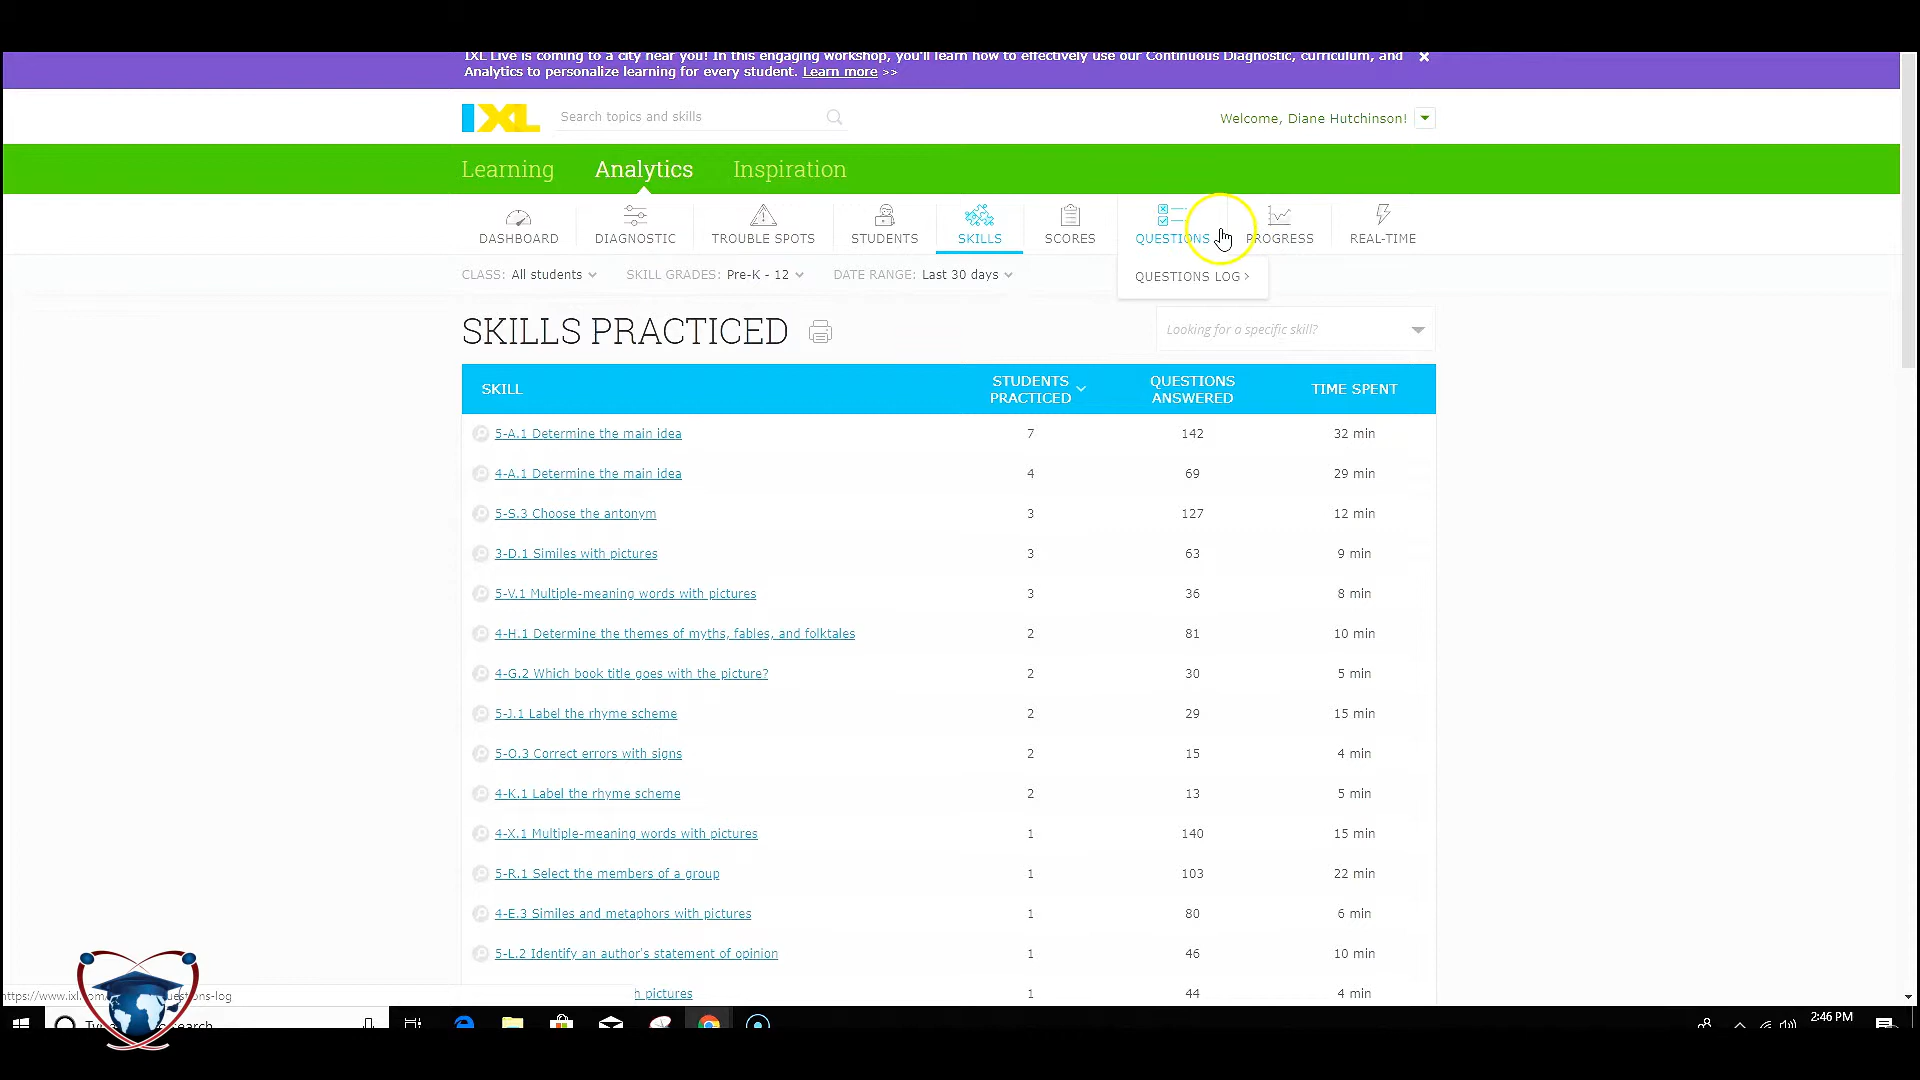 IXL Live is coming to a city near you! In this engaging workshop, you'll learn how to effectively use our Continuous Diagnostic, curriculum, and
Analytics to personalize learning for every student. Learn more >>
IXL
Search topics and skills
Welcome, Diane Hutchinson!
Learning Analytics Inspiration
DASHBOARD DIAGNOSTIC TROUBLE SPOTS STUDENTS SKILLS SCORES QUESTIONS PROGRESS REAL-TIME
CLASS: All students SKILL GRADES: Pre-K - 12 DATE RANGE: Last 30 days QUESTIONS LOG >
SKILLS PRACTICED
Looking for a specific skill?
SKILL STUDENTS PRACTICED QUESTIONS ANSWERED TIME SPENT
5-A.1 Determine the main idea 7 142 32 min
4-A.1 Determine the main idea 4 69 29 min
5-S.3 Choose the antonym 3 127 12 min
3-D.1 Similes with pictures 3 63 9 min
5-V.1 Multiple-meaning words with pictures 3 36 8 min
4-H.1 Determine the themes of myths, fables, and folktales 2 81 10 min
4-G.2 Which book title goes with the picture? 2 30 5 min
5-J.1 Label the rhyme scheme 2 29 15 min
5-O.3 Correct errors with signs 2 15 4 min
4-K.1 Label the rhyme scheme 2 13 5 min
4-X.1 Multiple-meaning words with pictures 1 140 15 min
5-R.1 Select the members of a group 1 103 22 min
4-E.3 Similes and metaphors with pictures 1 80 6 min
5-L.2 Identify an author's statement of opinion 1 46 10 min
h pictures 1 44 4 min
2:46 PM